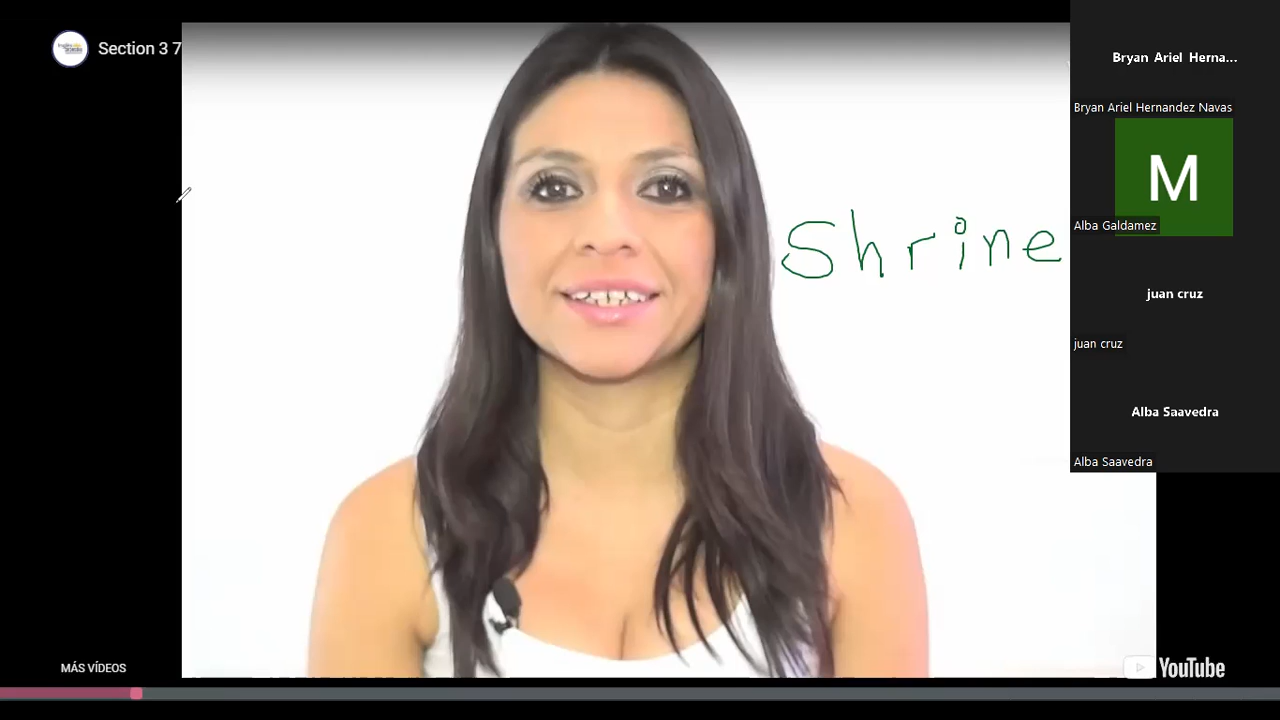 Section 3 7
Shrine
Bryan Ariel Herna...
Bryan Ariel Hernandez Navas
M
Alba Galdamez
juan cruz
juan cruz
Alba Saavedra
Alba Saavedra
MÁS VÍDEOS
YouTube